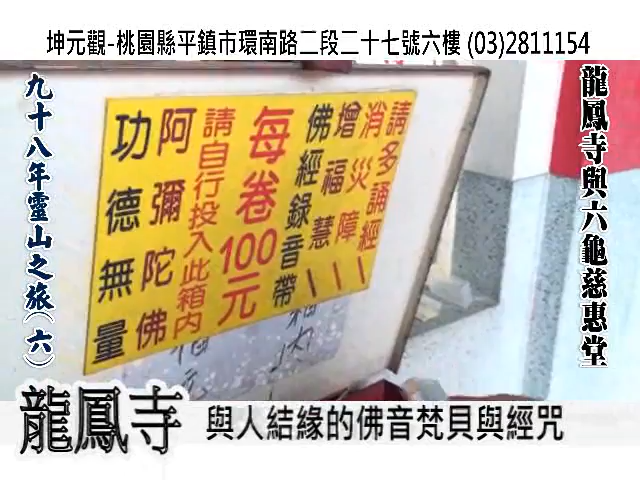 坤元觀-桃園縣平鎮市環南路二段二十七號六樓 (03)2811154
龍鳳寺與六龜慈惠堂
九十八年靈山之旅(六)
請多誦經
消災障
增福慧
佛經錄音帶
每卷100元
請自行投入此箱內
阿彌陀佛
功德無量
龍鳳寺
與人結緣的佛音梵貝與經咒